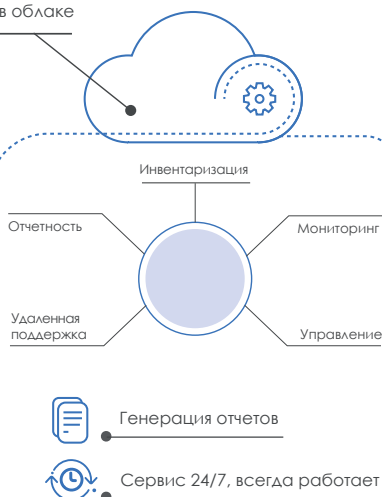 в облаке
Инвентаризация
Отчетность
Мониторинг
Удаленная
поддержка
Управление
Генерация отчетов
Сервис 24/7, всегда работает